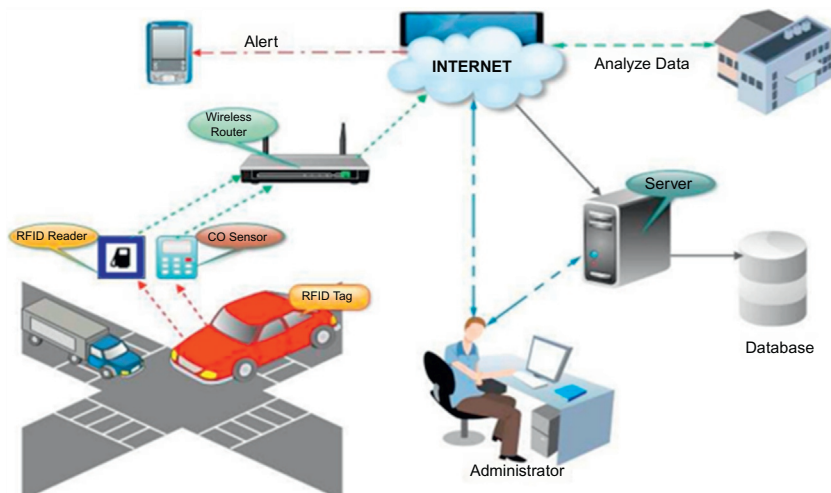 Alert
INTERNET
Analyze Data
Wireless
Router
Server
RFID Reader
CO Sensor
RFID Tag
Database
Administrator